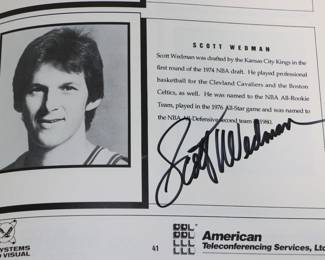 SCOTT WEDMAN
Scott Wedman was drafted by the Kansas City Kings in the
first round of the 1974 NBA draft. He played professional
basketball for the Clevland Cavaliers and the Boston
Celtics, as well. He was named to the NBA All-Rookie
Team, played in the 1976 All-Star game and was named to
the NBA All-Defensive second team in 1980.
Scott Wedman
SYSTEMS
VISUAL
41
American
Teleconferencing Services, Ltd